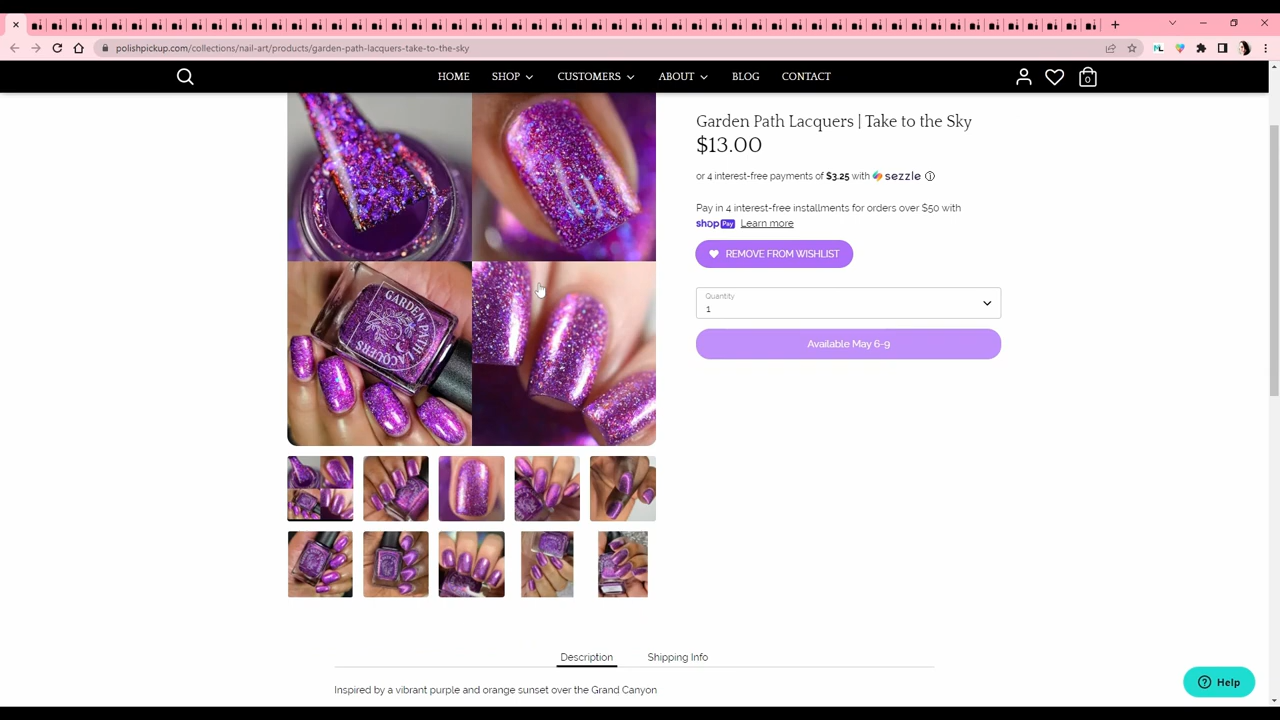 polishpickup.com/collections/nail-art/products/garden-path-lacquers-take-to-the-sky
HOME
SHOP
CUSTOMERS
ABOUT
BLOG
CONTACT
0
Garden Path Lacquers | Take to the Sky
$13.00
or 4 interest-free payments of $3.25 with sezzle
Pay in 4 interest-free installments for orders over $50 with
shop Pay Learn more
REMOVE FROM WISHLIST
Quantity
1
Available May 6-9
GARDEN PATH LACQUERS
Description
Shipping Info
Inspired by a vibrant purple and orange sunset over the Grand Canyon
Help